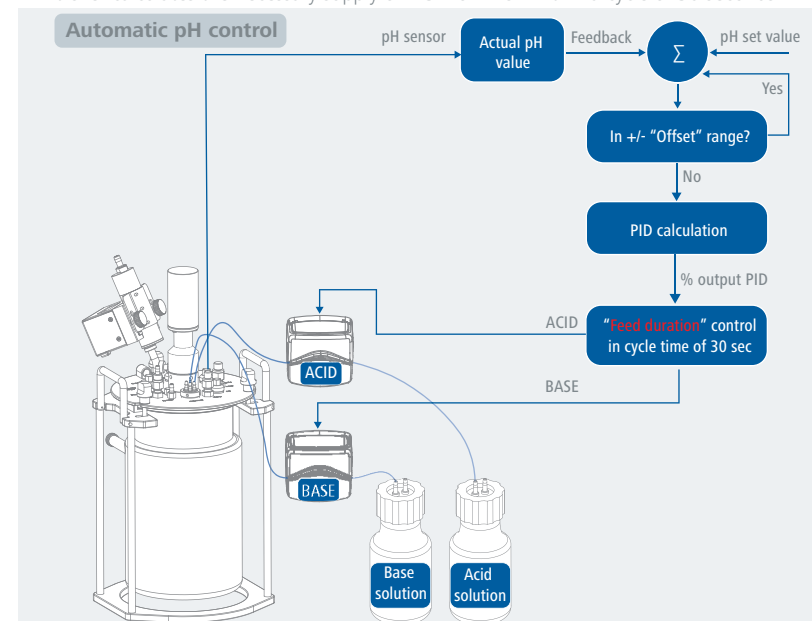 Automatic pH control
pH sensor
Actual pH
value
Feedback
Σ
pH set value
Yes
In +/- “Offset” range?
No
PID calculation
% output PID
“Feed duration” control
in cycle time of 30 sec
ACID
BASE
ACID
BASE
Base
solution
Acid
solution